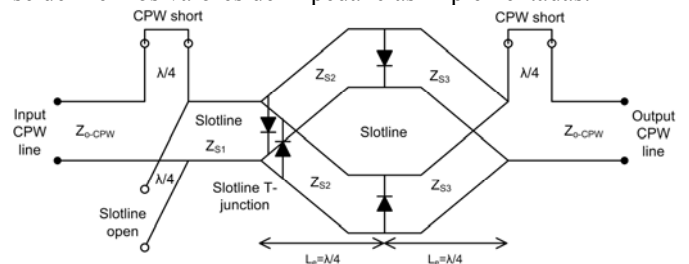 CPW short
CPW short
λ/4
λ/4
Z_S2
Z_S3
Input
CPW
line
Z_o-CPW
Slotline
Z_S1
Slotline
Z_o-CPW
Output
CPW
line
λ/4
Slotline T-
junction
Z_S2
Z_S3
Slotline
open
L_s=λ/4
L_s=λ/4